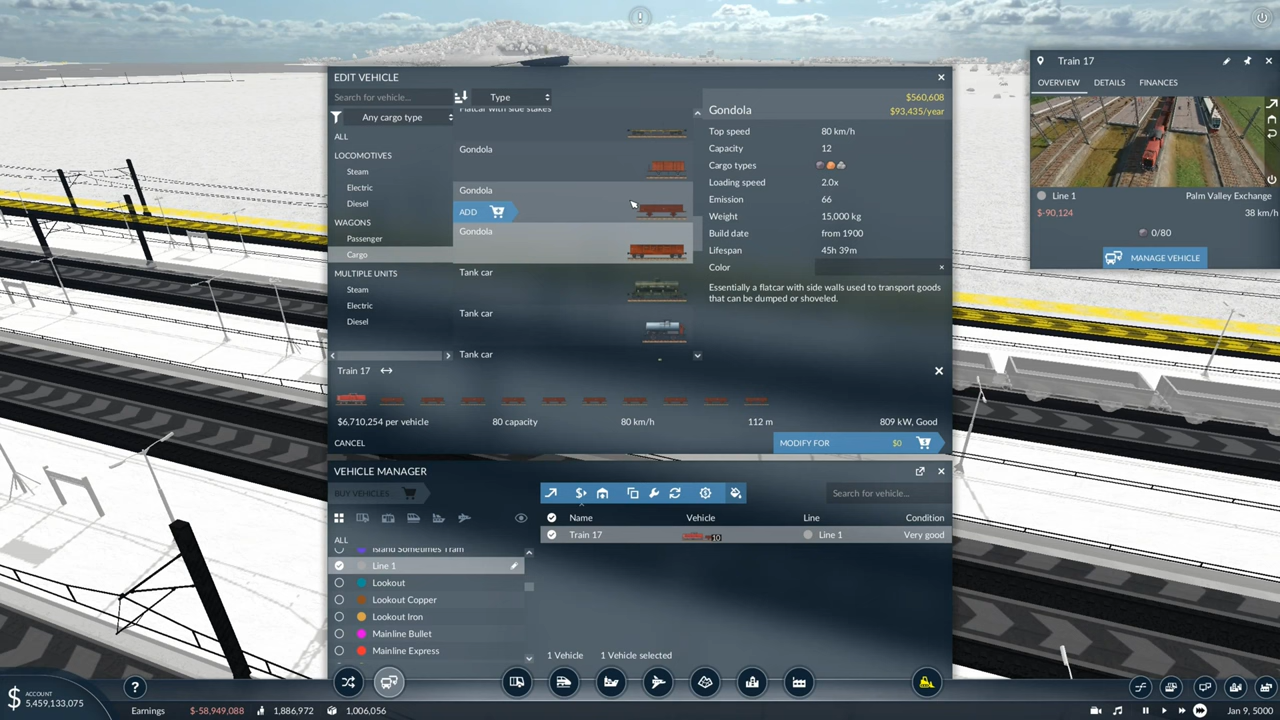 EDIT VEHICLE
Search for vehicle...
Type
Any cargo type
ALL
LOCOMOTIVES
Steam
Electric
Diesel
WAGONS
Passenger
Cargo
MULTIPLE UNITS
Steam
Electric
Diesel
Flatcar with side stakes
Gondola
Gondola
ADD
Gondola
Tank car
Tank car
Tank car
Gondola
$560,608
$93,435/year
Top speed 80 km/h
Capacity 12
Cargo types
Loading speed 2.0x
Emission 66
Weight 15,000 kg
Build date from 1900
Lifespan 45h 39m
Color
Essentially a flatcar with side walls used to transport goods
that can be dumped or shoveled.
Train 17
$6,710,254 per vehicle 80 capacity 80 km/h 112 m 809 kW, Good
CANCEL
MODIFY FOR $0
VEHICLE MANAGER
BUY VEHICLES
Search for vehicle...
ALL
Island Sometimes Tram
Line 1
Lookout
Lookout Copper
Lookout Iron
Mainline Bullet
Mainline Express
Name Vehicle Line Condition
Train 17 10 Line 1 Very good
1 Vehicle 1 Vehicle selected
Train 17
OVERVIEW DETAILS FINANCES
Line 1 Palm Valley Exchange
$-90,124 38 km/h
0/80
MANAGE VEHICLE
$ ACCOUNT
5,459,133,075
?
Earnings $-58,949,088 1,886,972 1,006,056
Jan 9, 5000